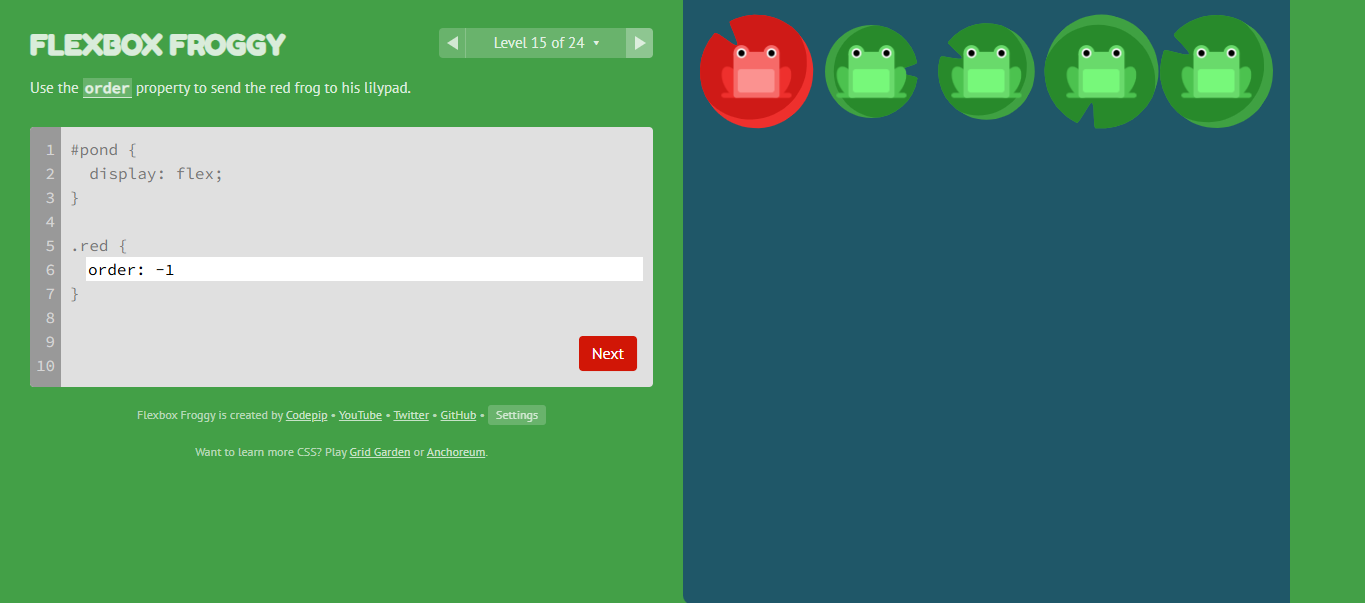 FLEXBOX FROGGY
Level 15 of 24
Use the order property to send the red frog to his lilypad.
1 #pond {
2   display: flex;
3 }
4
5 .red {
6   order: -1
7 }
8
9
10
Next
Flexbox Froggy is created by Codepip • YouTube • Twitter • GitHub • Settings
Want to learn more CSS? Play Grid Garden or Anchoreum.